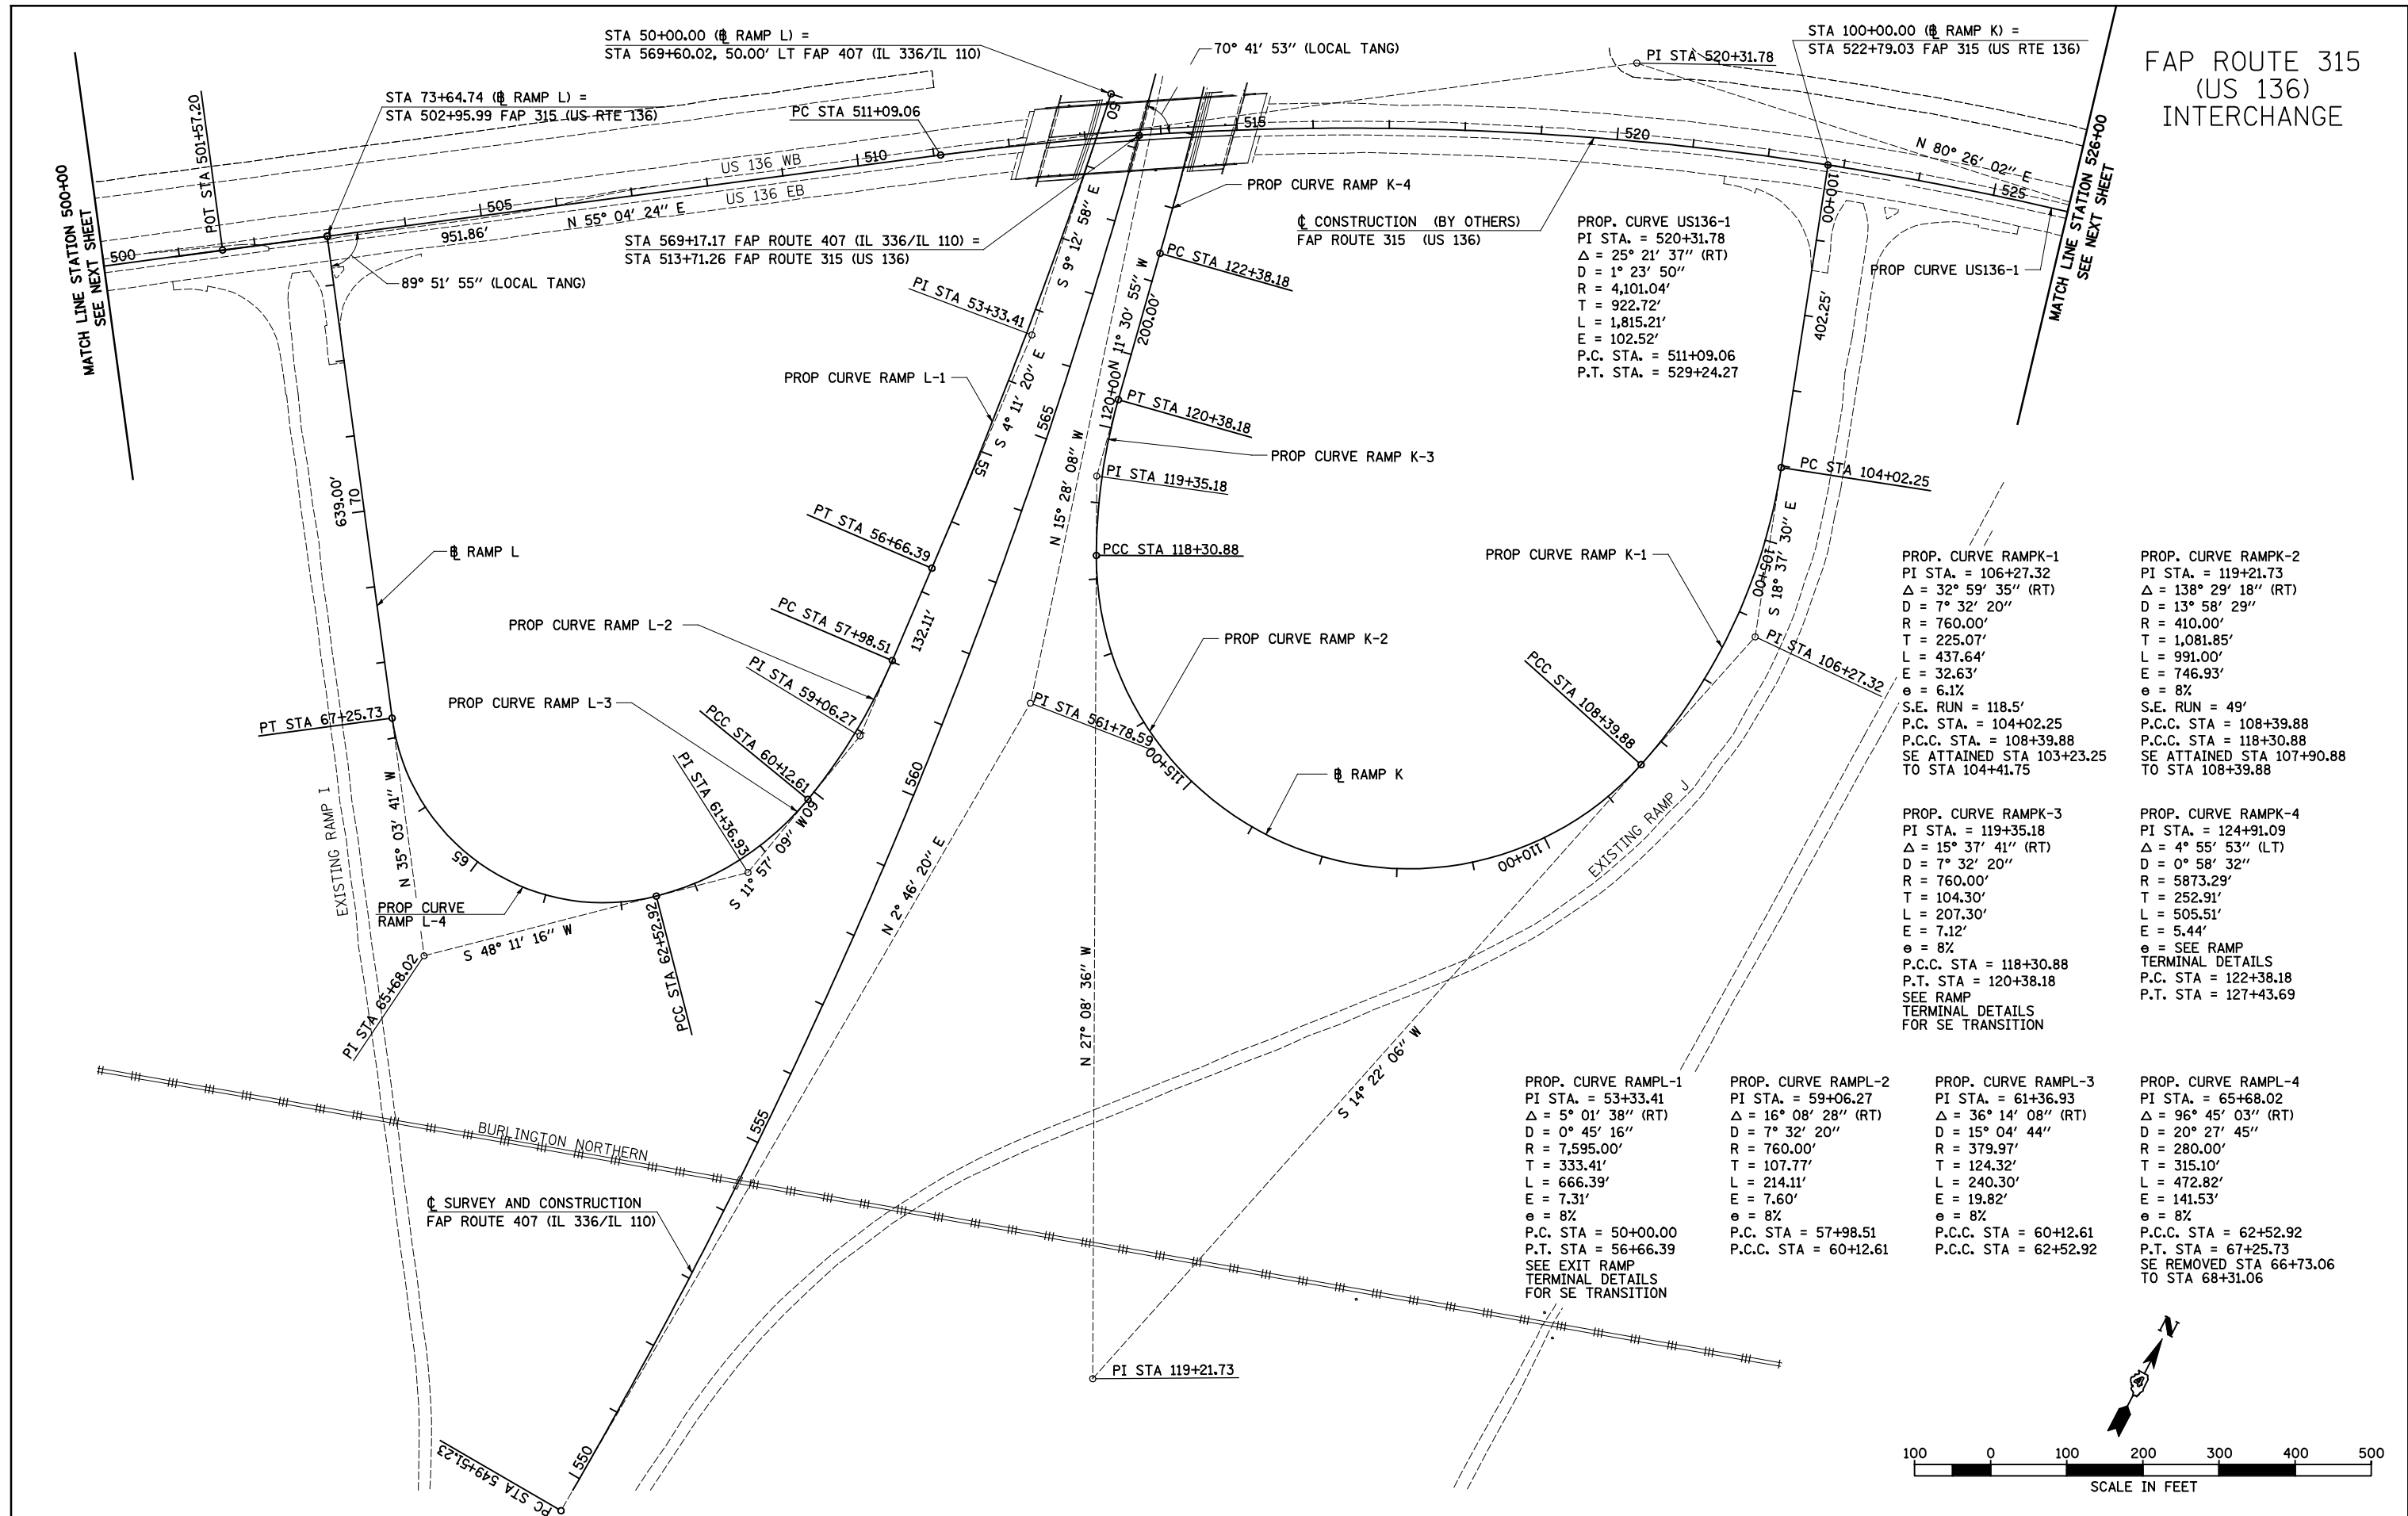 FAP ROUTE 315
(US 136)
INTERCHANGE
STA 50+00.00 (℄ RAMP L) =
STA 569+60.02, 50.00′ LT FAP 407 (IL 336/IL 110)
70° 41′ 53″ (LOCAL TANG)
STA 100+00.00 (℄ RAMP K) =
STA 522+79.03 FAP 315 (US RTE 136)
PI STA 520+31.78
STA 73+64.74 (℄ RAMP L) =
STA 502+95.99 FAP 315 (US RTE 136)
PC STA 511+09.06
POT STA 501+57.20
MATCH LINE STATION 500+00
SEE NEXT SHEET
MATCH LINE STATION 526+00
SEE NEXT SHEET
500
505
510
515
520
525
50
US 136 WB
US 136 EB
N 55° 04′ 24″ E
951.86′
N 80° 26′ 02″ E
STA 569+17.17 FAP ROUTE 407 (IL 336/IL 110) =
STA 513+71.26 FAP ROUTE 315 (US 136)
89° 51′ 55″ (LOCAL TANG)
PROP CURVE RAMP K-4
℄ CONSTRUCTION (BY OTHERS)
FAP ROUTE 315 (US 136)
PROP CURVE US136-1
100+00
402.25′
PROP. CURVE US136-1
PI STA. = 520+31.78
Δ = 25° 21′ 37″ (RT)
D = 1° 23′ 50″
R = 4,101.04′
T = 922.72′
L = 1,815.21′
E = 102.52′
P.C. STA. = 511+09.06
P.T. STA. = 529+24.27
S 9° 12′ 58″ E
PC STA 122+38.18
PI STA 53+33.41
N 11° 30′ 55″ W
200.00′
PROP CURVE RAMP L-1
S 4° 11′ 20″ E
120+00
PT STA 120+38.18
565
55
N 15° 28′ 08″ W
PROP CURVE RAMP K-3
PI STA 119+35.18
PC STA 104+02.25
639.00′
70
PT STA 56+66.39
℄ RAMP L
PCC STA 118+30.88
PROP CURVE RAMP K-1
105+00
S 18° 37′ 30″ E
PC STA 57+98.51
132.11′
PROP CURVE RAMP L-2
PROP CURVE RAMP K-2
PI STA 106+27.32
PI STA 59+06.27
PCC STA 108+39.88
PROP CURVE RAMP L-3
PT STA 67+25.73
PCC STA 60+12.61
PI STA 561+78.59
115+00
PI STA 61+36.93
60
560
℄ RAMP K
EXISTING RAMP I
N 35° 03′ 41″ W
65
S 11° 57′ 09″ W
110+00
EXISTING RAMP J
N 2° 46′ 20″ E
PROP CURVE
RAMP L-4
S 48° 11′ 16″ W
PCC STA 62+52.92
PI STA 65+68.02
N 27° 08′ 36″ W
S 14° 22′ 06″ W
BURLINGTON NORTHERN
555
℄ SURVEY AND CONSTRUCTION
FAP ROUTE 407 (IL 336/IL 110)
PI STA 119+21.73
550
PC STA 549+51.23
PROP. CURVE RAMPK-1
PI STA. = 106+27.32
Δ = 32° 59′ 35″ (RT)
D = 7° 32′ 20″
R = 760.00′
T = 225.07′
L = 437.64′
E = 32.63′
e = 6.1%
S.E. RUN = 118.5′
P.C. STA. = 104+02.25
P.C.C. STA. = 108+39.88
SE ATTAINED STA 103+23.25
TO STA 104+41.75
PROP. CURVE RAMPK-2
PI STA. = 119+21.73
Δ = 138° 29′ 18″ (RT)
D = 13° 58′ 29″
R = 410.00′
T = 1,081.85′
L = 991.00′
E = 746.93′
e = 8%
S.E. RUN = 49′
P.C.C. STA = 108+39.88
P.C.C. STA = 118+30.88
SE ATTAINED STA 107+90.88
TO STA 108+39.88
PROP. CURVE RAMPK-3
PI STA. = 119+35.18
Δ = 15° 37′ 41″ (RT)
D = 7° 32′ 20″
R = 760.00′
T = 104.30′
L = 207.30′
E = 7.12′
e = 8%
P.C.C. STA = 118+30.88
P.T. STA = 120+38.18
SEE RAMP
TERMINAL DETAILS
FOR SE TRANSITION
PROP. CURVE RAMPK-4
PI STA. = 124+91.09
Δ = 4° 55′ 53″ (LT)
D = 0° 58′ 32″
R = 5873.29′
T = 252.91′
L = 505.51′
E = 5.44′
e = SEE RAMP
TERMINAL DETAILS
P.C. STA = 122+38.18
P.T. STA = 127+43.69
PROP. CURVE RAMPL-1
PI STA. = 53+33.41
Δ = 5° 01′ 38″ (RT)
D = 0° 45′ 16″
R = 7,595.00′
T = 333.41′
L = 666.39′
E = 7.31′
e = 8%
P.C. STA = 50+00.00
P.T. STA = 56+66.39
SEE EXIT RAMP
TERMINAL DETAILS
FOR SE TRANSITION
PROP. CURVE RAMPL-2
PI STA. = 59+06.27
Δ = 16° 08′ 28″ (RT)
D = 7° 32′ 20″
R = 760.00′
T = 107.77′
L = 214.11′
E = 7.60′
e = 8%
P.C. STA = 57+98.51
P.C.C. STA = 60+12.61
PROP. CURVE RAMPL-3
PI STA. = 61+36.93
Δ = 36° 14′ 08″ (RT)
D = 15° 04′ 44″
R = 379.97′
T = 124.32′
L = 240.30′
E = 19.82′
e = 8%
P.C.C. STA = 60+12.61
P.C.C. STA = 62+52.92
PROP. CURVE RAMPL-4
PI STA. = 65+68.02
Δ = 96° 45′ 03″ (RT)
D = 20° 27′ 45″
R = 280.00′
T = 315.10′
L = 472.82′
E = 141.53′
e = 8%
P.C.C. STA = 62+52.92
P.T. STA = 67+25.73
SE REMOVED STA 66+73.06
TO STA 68+31.06
N
100 0 100 200 300 400 500
SCALE IN FEET